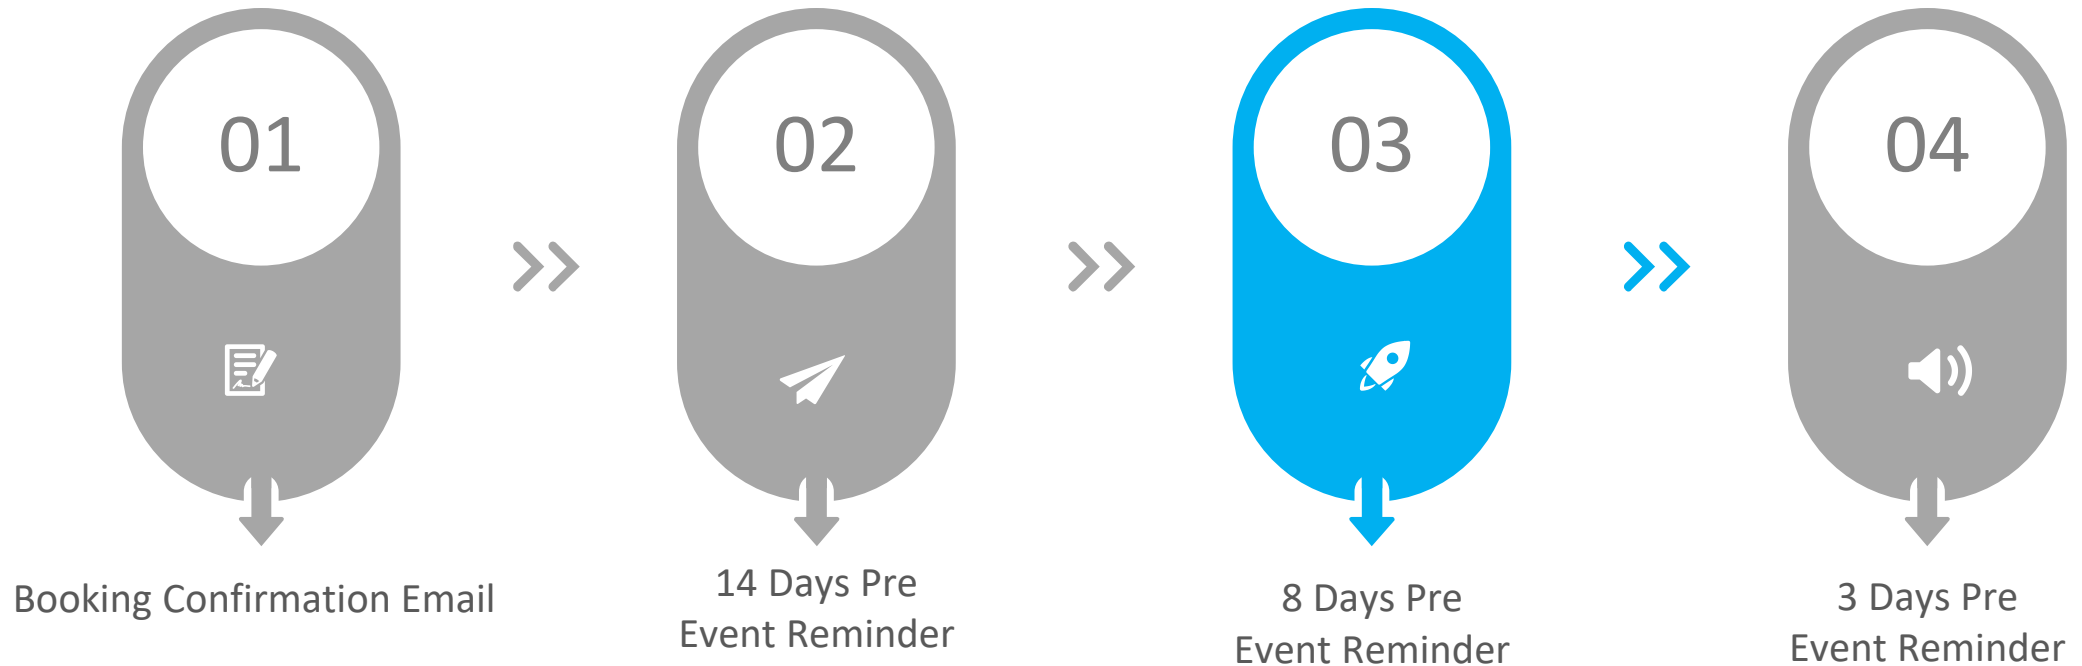 01
02
03
04
Booking Confirmation Email
14 Days Pre
Event Reminder
8 Days Pre
Event Reminder
3 Days Pre
Event Reminder